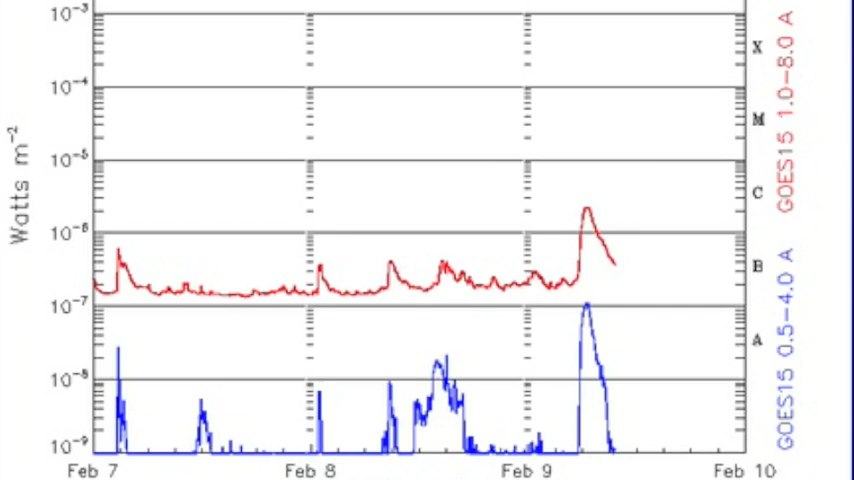 10⁻³
10⁻⁴
10⁻⁵
10⁻⁶
10⁻⁷
10⁻⁸
10⁻⁹
Watts m⁻²
X
M
C
B
A
GOES15 1.0–8.0 A
GOES15 0.5–4.0 A
Feb 7
Feb 8
Feb 9
Feb 10